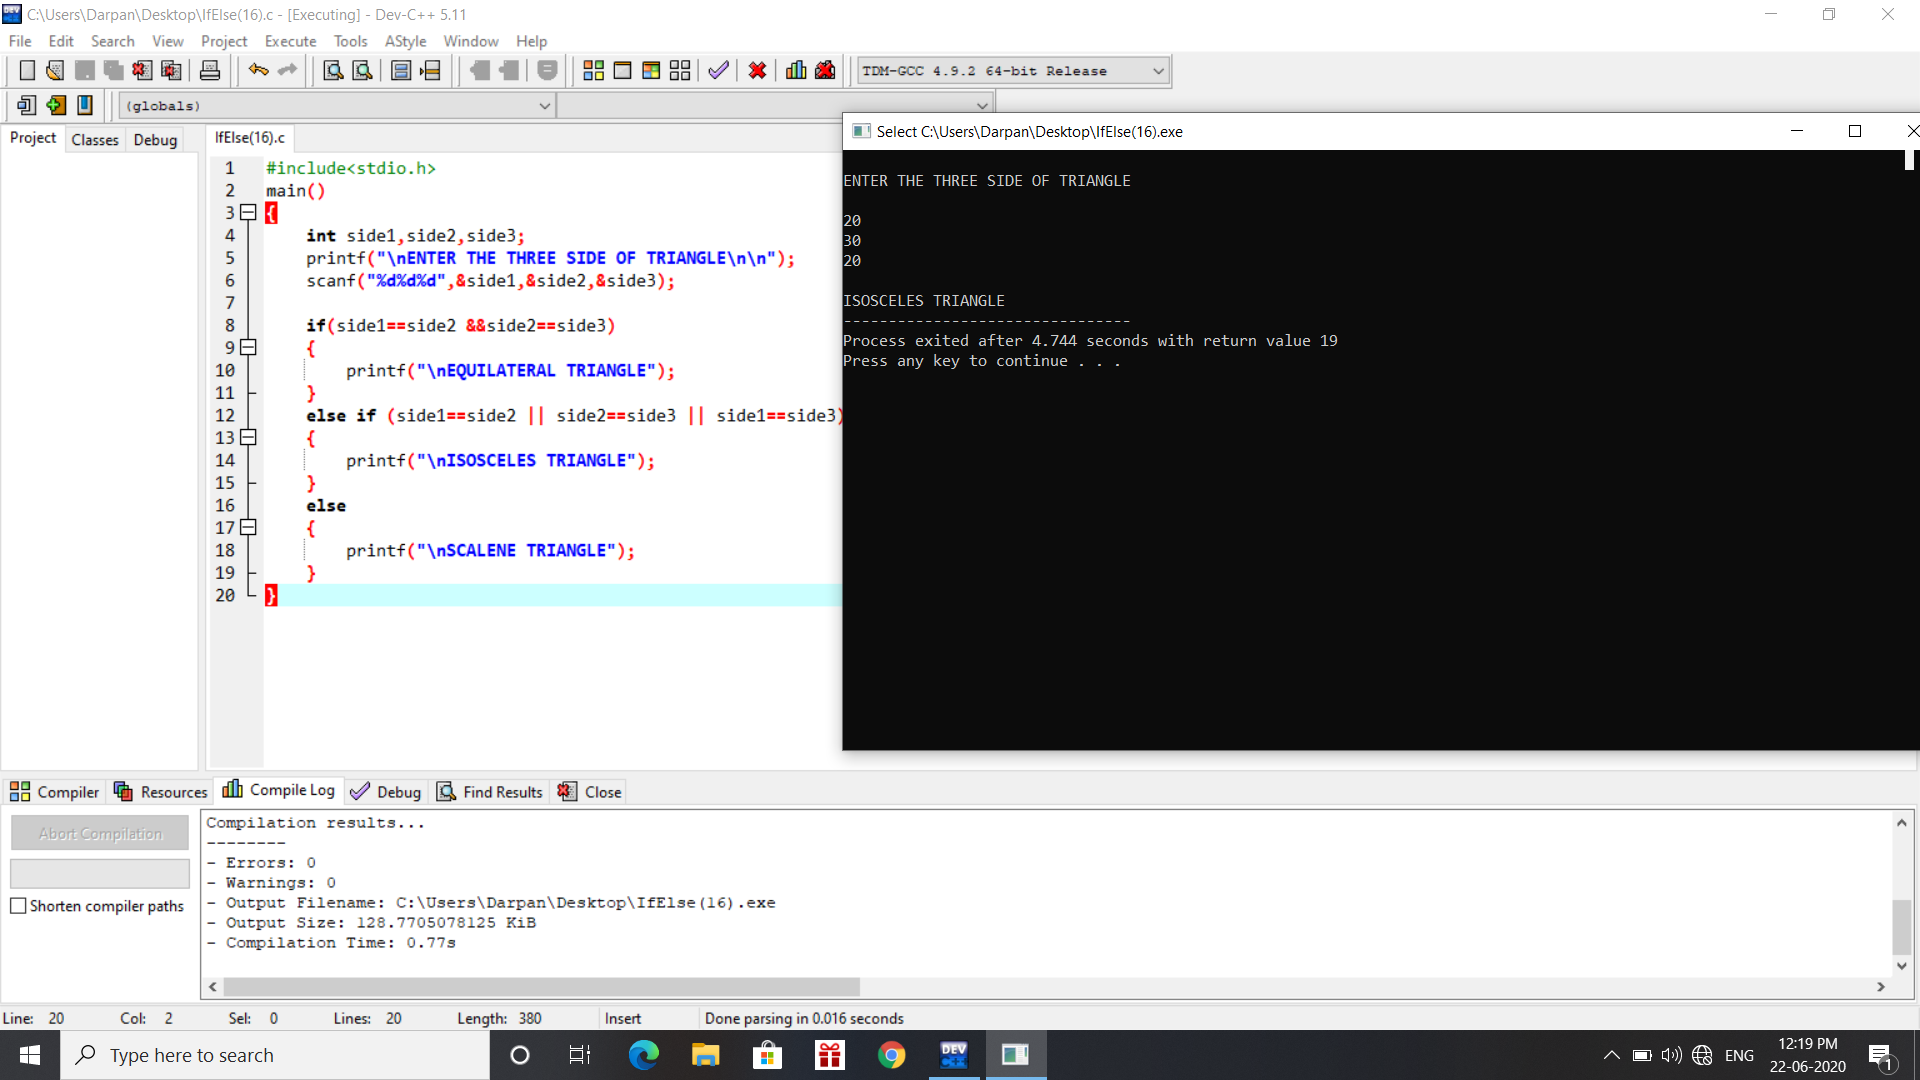 C:\Users\Darpan\Desktop\IfElse(16).c - [Executing] - Dev-C++ 5.11
File Edit Search View Project Execute Tools AStyle Window Help
TDM-GCC 4.9.2 64-bit Release
(globals)
Project Classes Debug
IfElse(16).c
1 #include<stdio.h>
2 main()
3 {
4 int side1,side2,side3;
5 printf("\nENTER THE THREE SIDE OF TRIANGLE\n\n");
6 scanf("%d%d%d",&side1,&side2,&side3);
7
8 if(side1==side2 &&side2==side3)
9 {
10 printf("\nEQUILATERAL TRIANGLE");
11 }
12 else if (side1==side2 || side2==side3 || side1==side3)
13 {
14 printf("\nISOSCELES TRIANGLE");
15 }
16 else
17 {
18 printf("\nSCALENE TRIANGLE");
19 }
20 }
Select C:\Users\Darpan\Desktop\IfElse(16).exe
ENTER THE THREE SIDE OF TRIANGLE
20
30
20
ISOSCELES TRIANGLE
--------------------------------
Process exited after 4.744 seconds with return value 19
Press any key to continue . . .
Compiler Resources Compile Log Debug Find Results Close
Abort Compilation
Shorten compiler paths
Compilation results...
--------
- Errors: 0
- Warnings: 0
- Output Filename: C:\Users\Darpan\Desktop\IfElse(16).exe
- Output Size: 128.7705078125 KiB
- Compilation Time: 0.77s
Line: 20 Col: 2 Sel: 0 Lines: 20 Length: 380 Insert Done parsing in 0.016 seconds
Type here to search
DEV C++
ENG
12:19 PM
22-06-2020
1